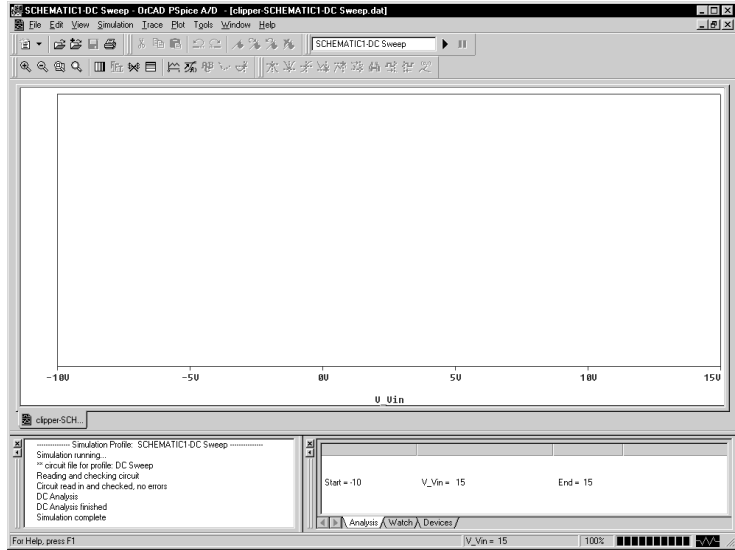 SCHEMATIC1-DC Sweep - OrCAD PSpice A/D - [clipper-SCHEMATIC1-DC Sweep.dat]
File Edit View Simulation Trace Plot Tools Window Help
SCHEMATIC1-DC Sweep
-10V -5V 0V 5V 10V 15V
V_Vin
clipper-SCH...
-------------- Simulation Profile: SCHEMATIC1-DC Sweep --------------
Simulation running...
** circuit file for profile: DC Sweep
Reading and checking circuit
Circuit read in and checked, no errors
DC Analysis
DC Analysis finished
Simulation complete
Start = -10 V_Vin = 15 End = 15
Analysis Watch Devices
For Help, press F1 V_Vin = 15 100%